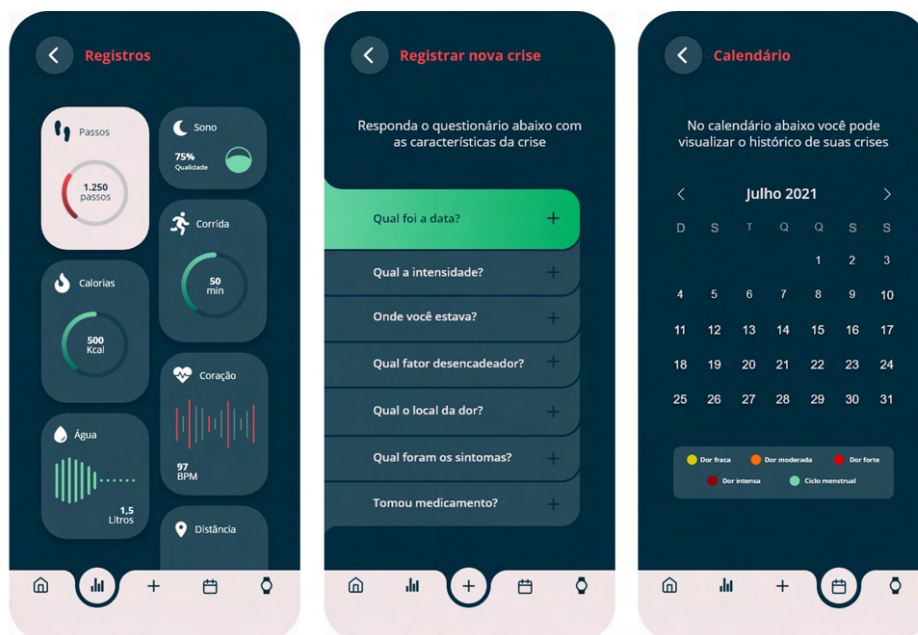 Registros
Passos
1.250
passos
Sono
75%
Qualidade
Corrida
50
min
Calorias
500
Kcal
Coração
97
BPM
Água
1,5
Litros
Distância
Registrar nova crise
Responda o questionário abaixo com
as características da crise
Qual foi a data?
Qual a intensidade?
Onde você estava?
Qual fator desencadeador?
Qual o local da dor?
Qual foram os sintomas?
Tomou medicamento?
Calendário
No calendário abaixo você pode
visualizar o histórico de suas crises
Julho 2021
D S T Q Q S S
1 2 3
4 5 6 7 8 9 10
11 12 13 14 15 16 17
18 19 20 21 22 23 24
25 26 27 28 29 30 31
Dor fraca Dor moderada Dor forte
Dor intensa Ciclo menstrual